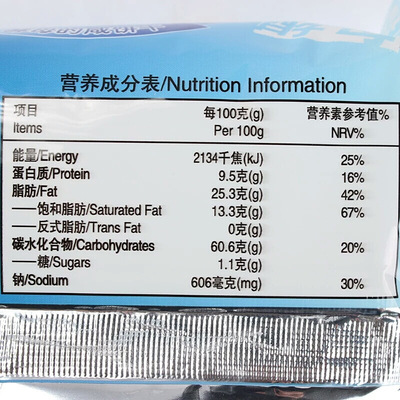 营养成分表/Nutrition Information
项目 每100克(g) 营养素参考值%
Items Per 100g NRV%
能量/Energy 2134千焦(kJ) 25%
蛋白质/Protein 9.5克(g) 16%
脂肪/Fat 25.3克(g) 42%
——饱和脂肪/Saturated Fat 13.3克(g) 67%
——反式脂肪/Trans Fat 0克(g)
碳水化合物/Carbohydrates 60.6克(g) 20%
——糖/Sugars 1.1克(g)
钠/Sodium 606毫克(mg) 30%